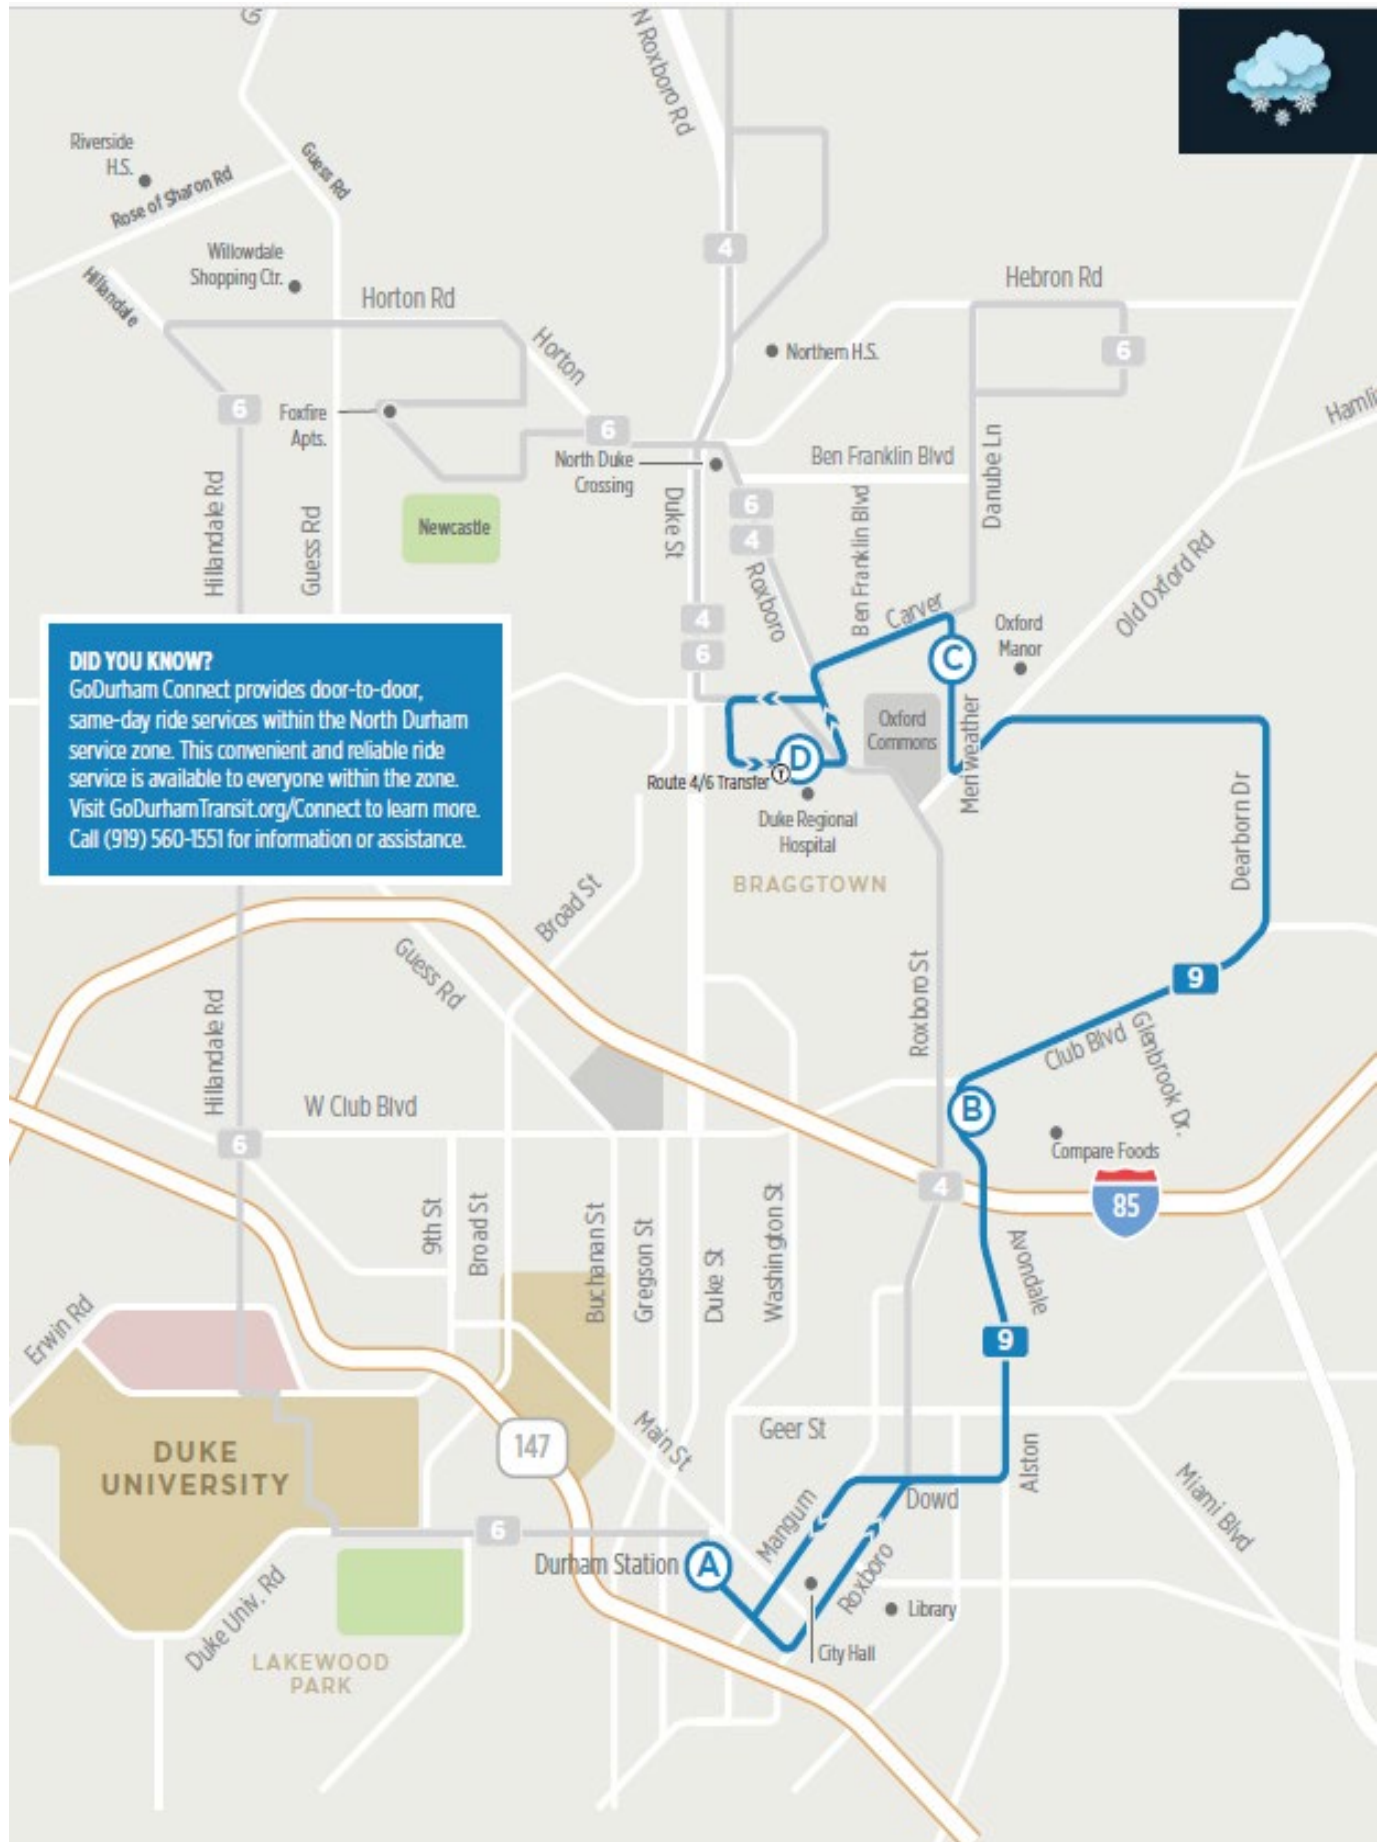 N Roxboro Rd
Riverside
H.S.
Rose of Sharon Rd
Guess Rd
4
Willowdale
Shopping Ctr.
Hillandale
Horton Rd
Hebron Rd
Horton
Northern H.S.
6
6
Foxfire
Apts.
6
North Duke
Crossing
Ben Franklin Blvd
Danube Ln
Hillandale Rd
Guess Rd
Newcastle
Duke St
6
4
Roxboro
Ben Franklin Blvd
Old Oxford Rd
4
6
Carver
C
Oxford
Manor
DID YOU KNOW?
GoDurham Connect provides door-to-door,
same-day ride services within the North Durham
service zone. This convenient and reliable ride
service is available to everyone within the zone.
Visit GoDurhamTransit.org/Connect to learn more.
Call (919) 560-1551 for information or assistance.
Oxford
Commons
Meriweather
D
Route 4/6 Transfer T
Duke Regional
Hospital
BRAGGTOWN
Dearborn Dr
Broad St
Guess Rd
Roxboro St
9
Hillandale Rd
Club Blvd
Glenbrook Dr.
W Club Blvd
B
6
Compare Foods
4
85
9th St
Broad St
Buchanan St
Gregson St
Duke St
Washington St
Avondale
Erwin Rd
9
DUKE
UNIVERSITY
147
Main St
Geer St
Alston
Miami Blvd
Mangum
Dowd
6
Durham Station
A
Roxboro
Library
City Hall
Duke Univ. Rd
LAKEWOOD
PARK